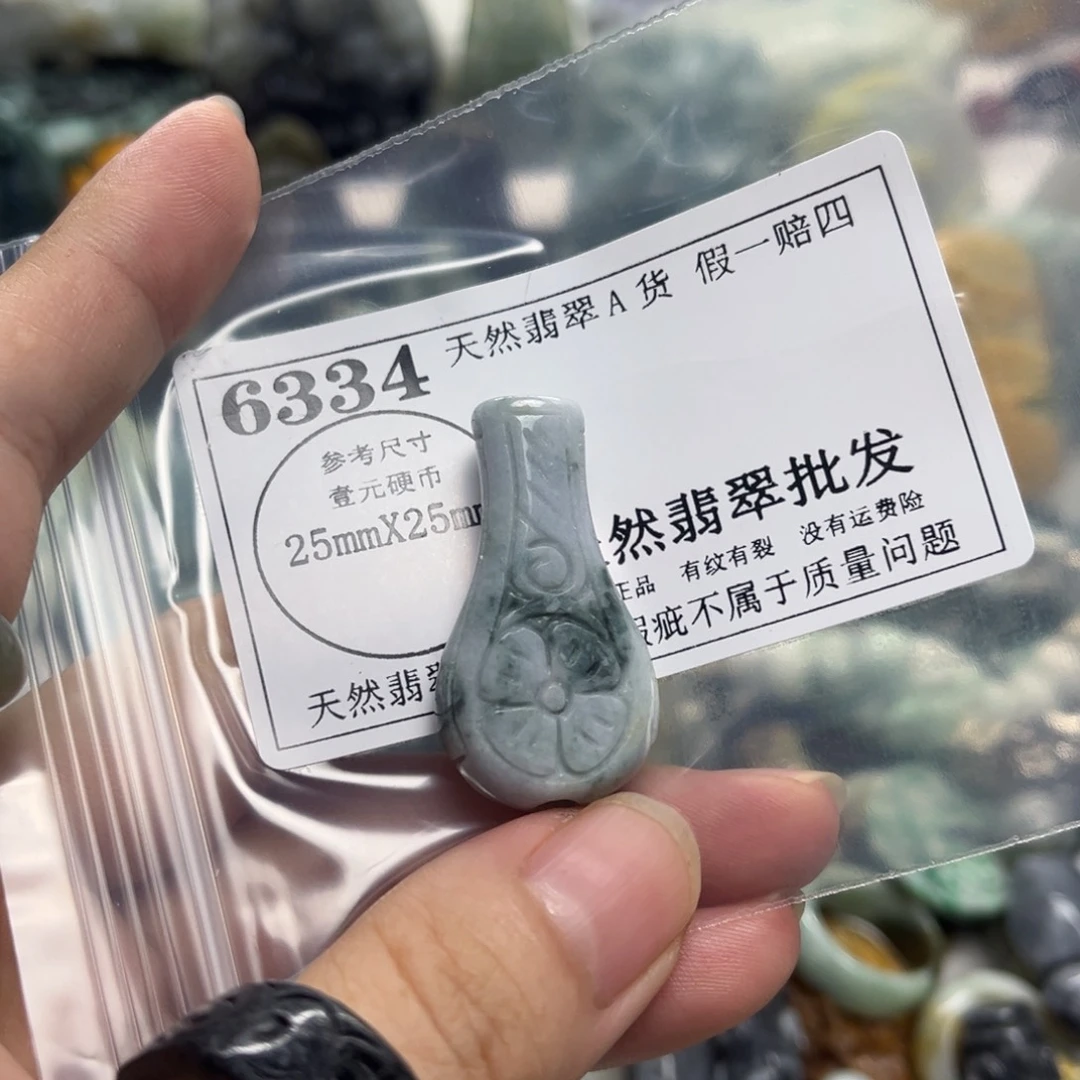 天然翡翠A货 假一赔四
6334
参考尺寸
壹元硬币
25mmX25m
然翡翠批发
正品 有纹有裂 没有运费险
天然翡 瑕疵不属于质量问题